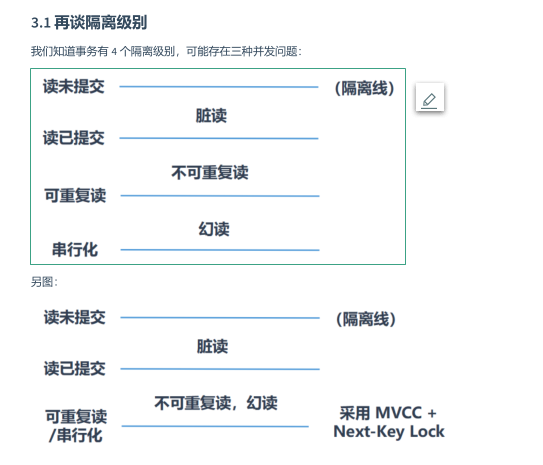 3.1 再谈隔离级别
我们知道事务有 4 个隔离级别，可能存在三种并发问题：
读未提交
（隔离线）
脏读
读已提交
不可重复读
可重复读
幻读
串行化
另图：
读未提交
（隔离线）
脏读
读已提交
不可重复读，幻读
可重复读
/串行化
采用 MVCC +
Next-Key Lock